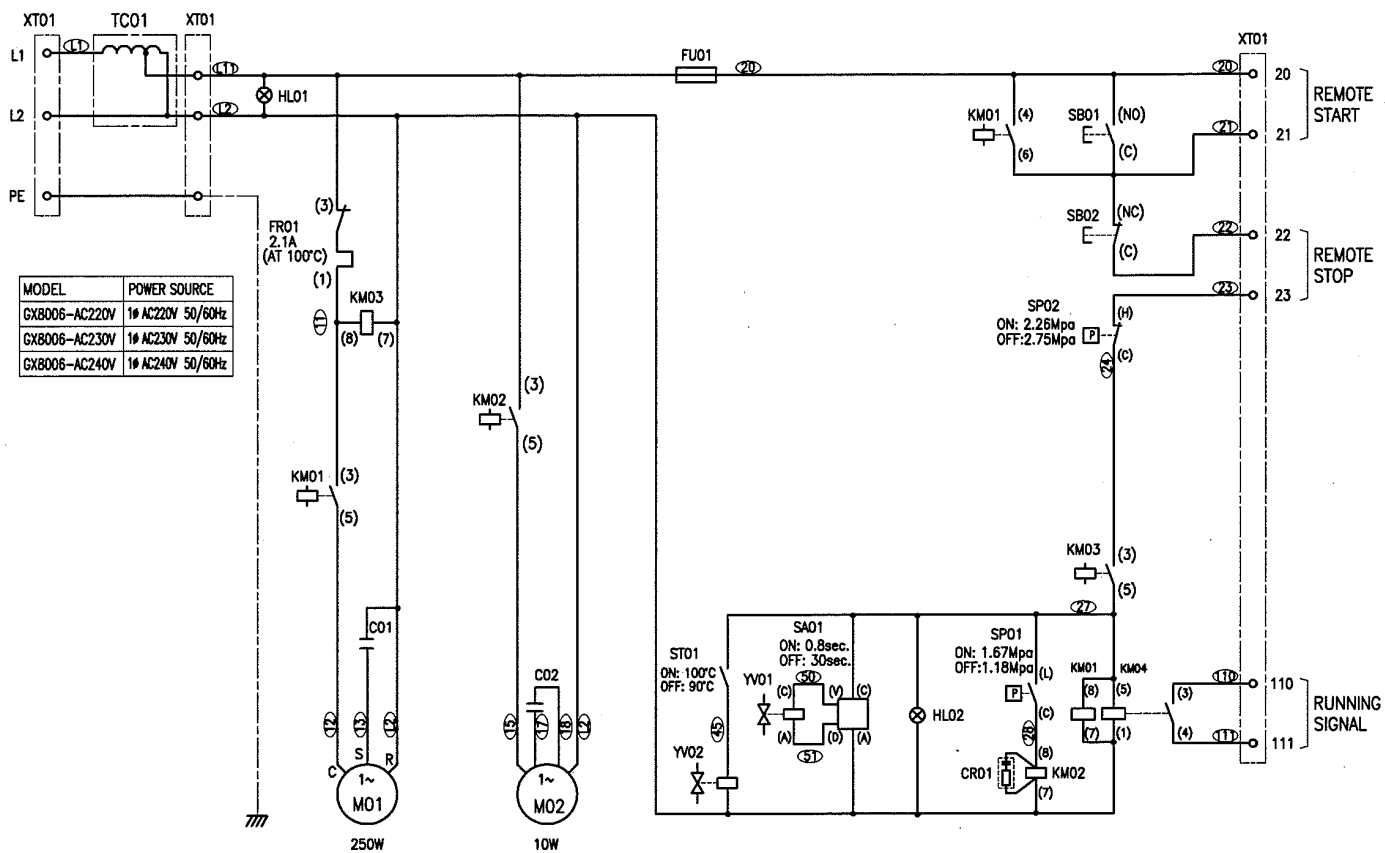 XT01
TC01
XT01
L1
L1
L11
HL01
L2
L2
PE
FU01
20
XT01
20
20
REMOTE
START
21
21
KM01
(4)
(6)
SB01
(NO)
(C)
SB02
(NC)
(C)
22
22
REMOTE
STOP
23
23
SP02
ON: 2.26Mpa
OFF:2.75Mpa
P
(H)
(C)
24
FR01
2.1A
(AT 100°C)
(3)
(1)
11
KM03
(8)
(7)
MODEL POWER SOURCE
GX8006-AC220V 1ϕ AC220V 50/60Hz
GX8006-AC230V 1ϕ AC230V 50/60Hz
GX8006-AC240V 1ϕ AC240V 50/60Hz
KM02
(3)
(5)
KM01
(3)
(5)
KM03
(3)
(5)
27
C01
12
13
12
C
S
R
1~
M01
250W
C02
15
17
18
12
1~
M02
10W
ST01
ON: 100°C
OFF: 90°C
45
YV02
SA01
ON: 0.8sec.
OFF: 30sec.
YV01
50
(C)
(V)
(C)
(A)
(D)
(A)
51
HL02
SP01
ON: 1.67Mpa
OFF:1.18Mpa
P
(L)
(C)
28
CR01
(8)
KM02
(7)
KM01
KM04
(8)
(5)
(7)
(1)
(3)
(4)
110
110
RUNNING
SIGNAL
111
111